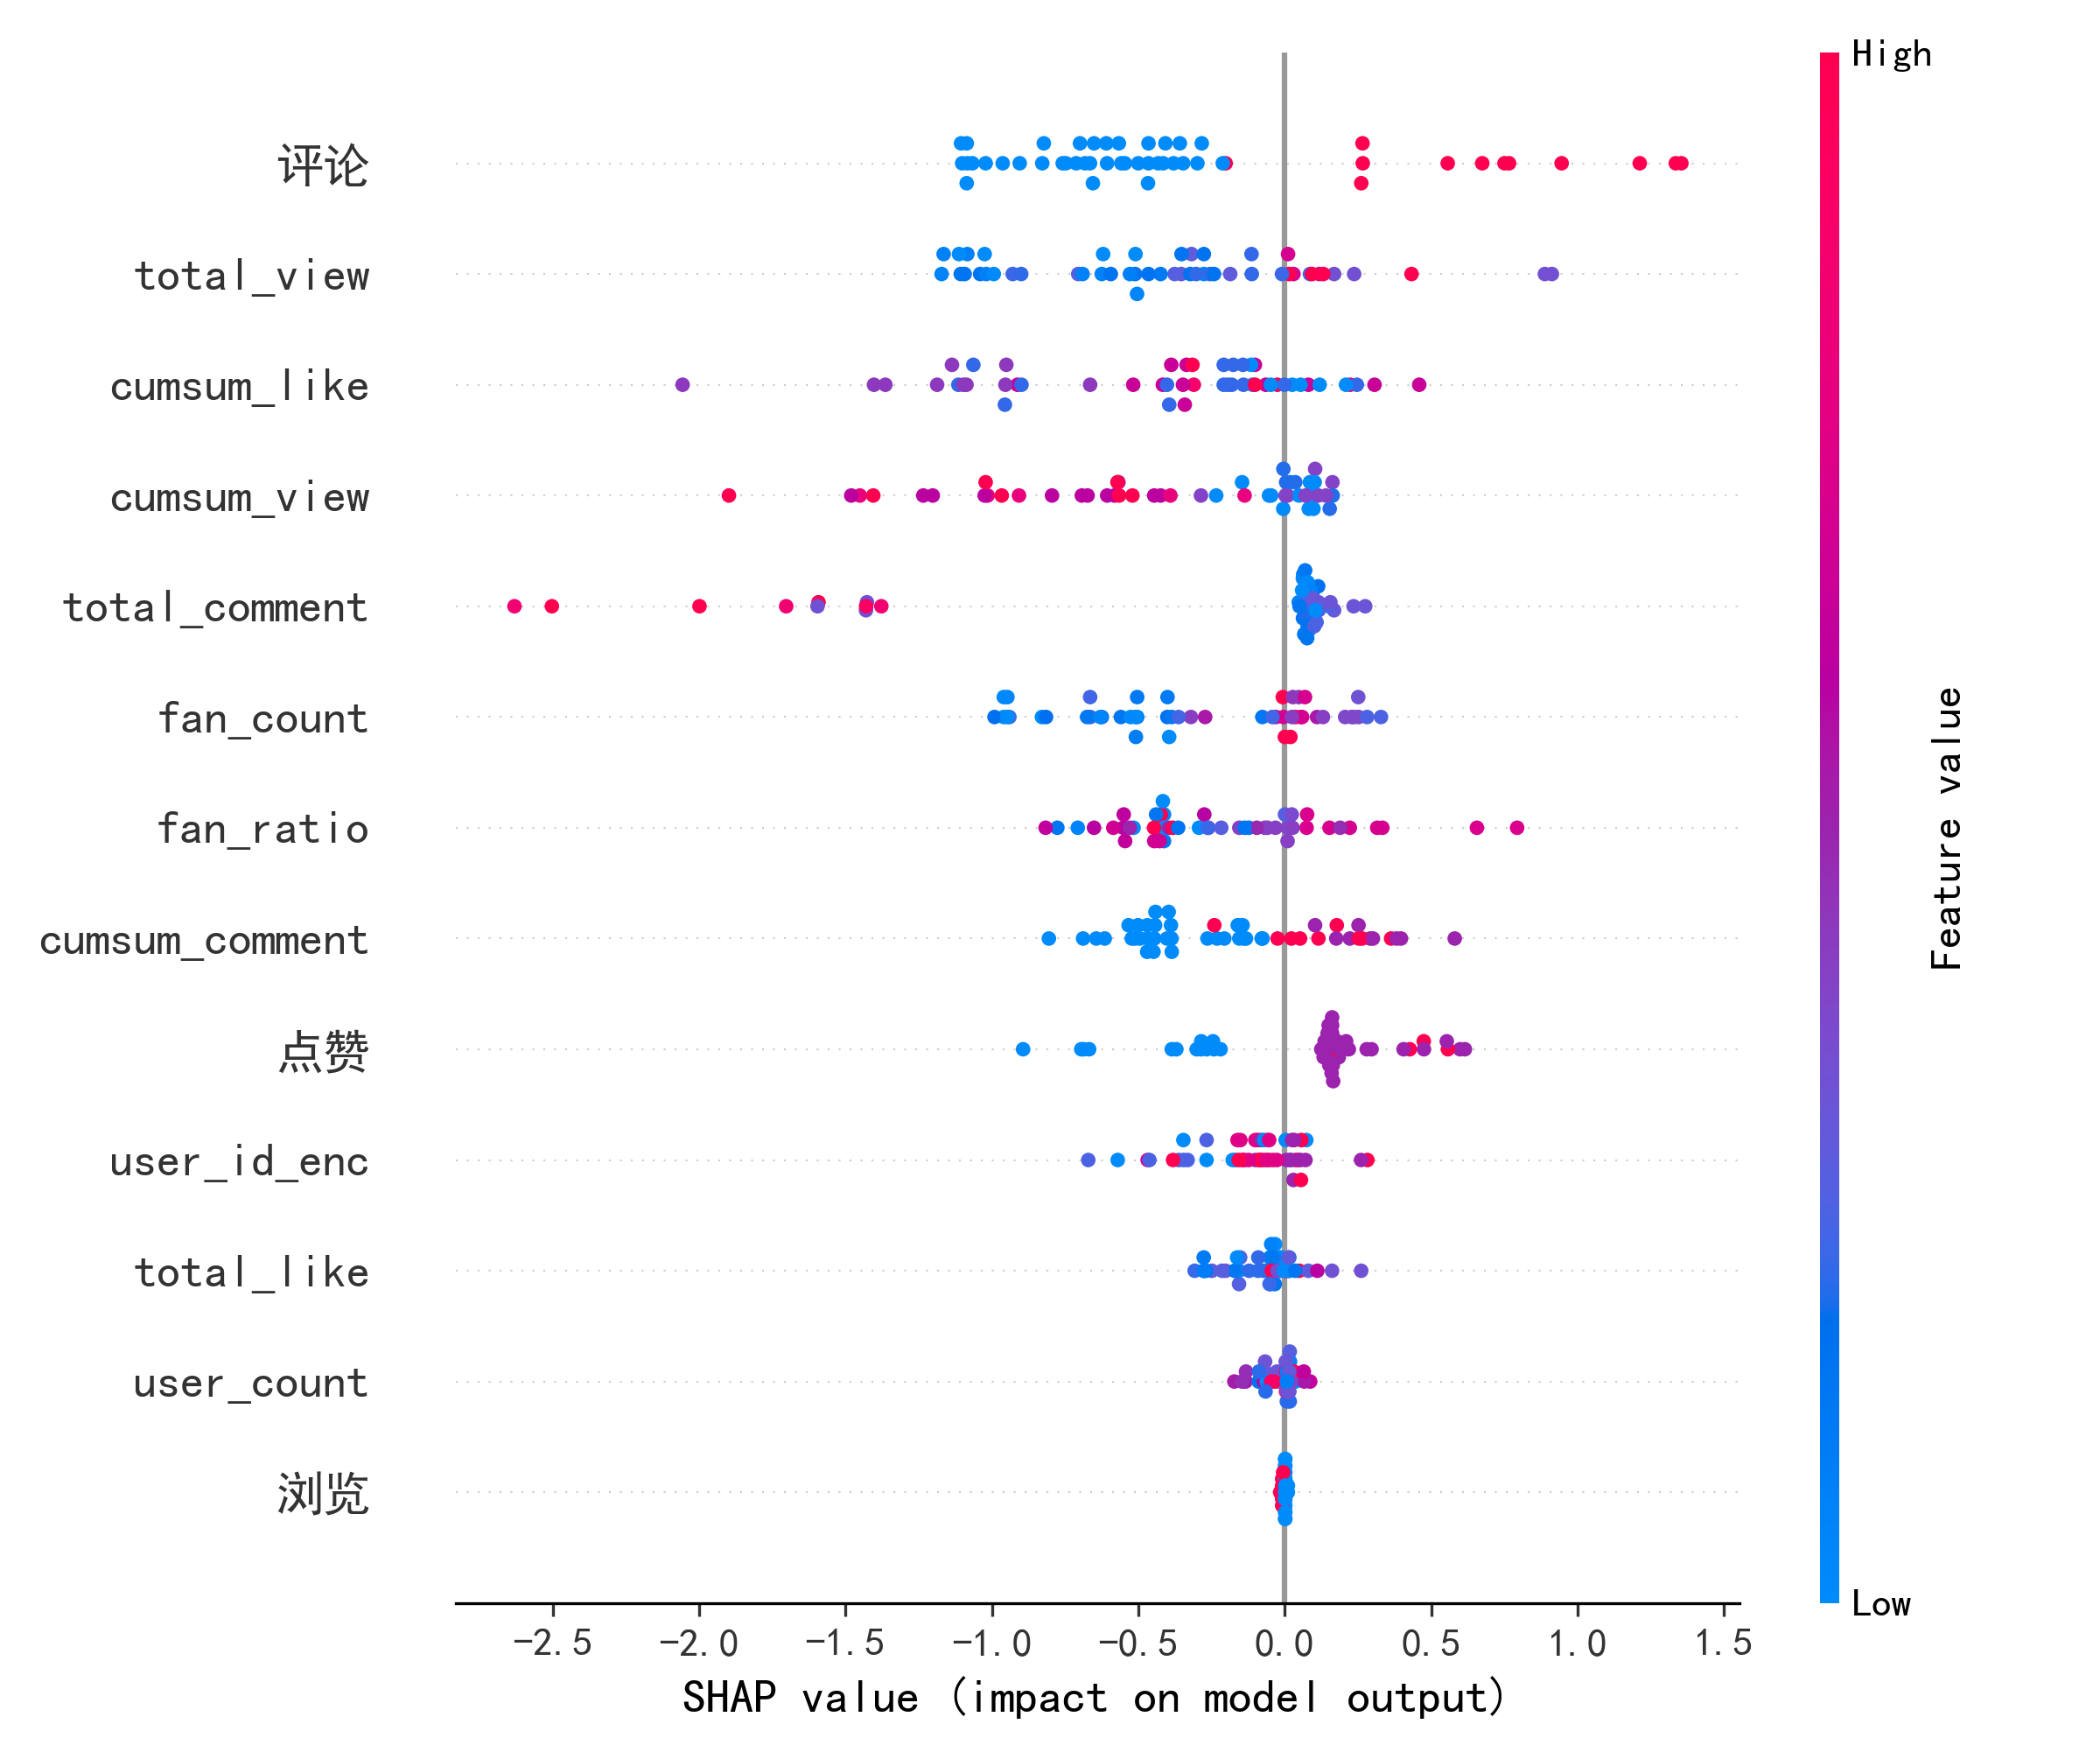 High
评论
total_view
cumsum_like
cumsum_view
total_comment
fan_count
fan_ratio
cumsum_comment
点赞
user_id_enc
total_like
user_count
浏览
Low
Feature value
−2.5 −2.0 −1.5 −1.0 −0.5 0.0 0.5 1.0 1.5
SHAP value (impact on model output)